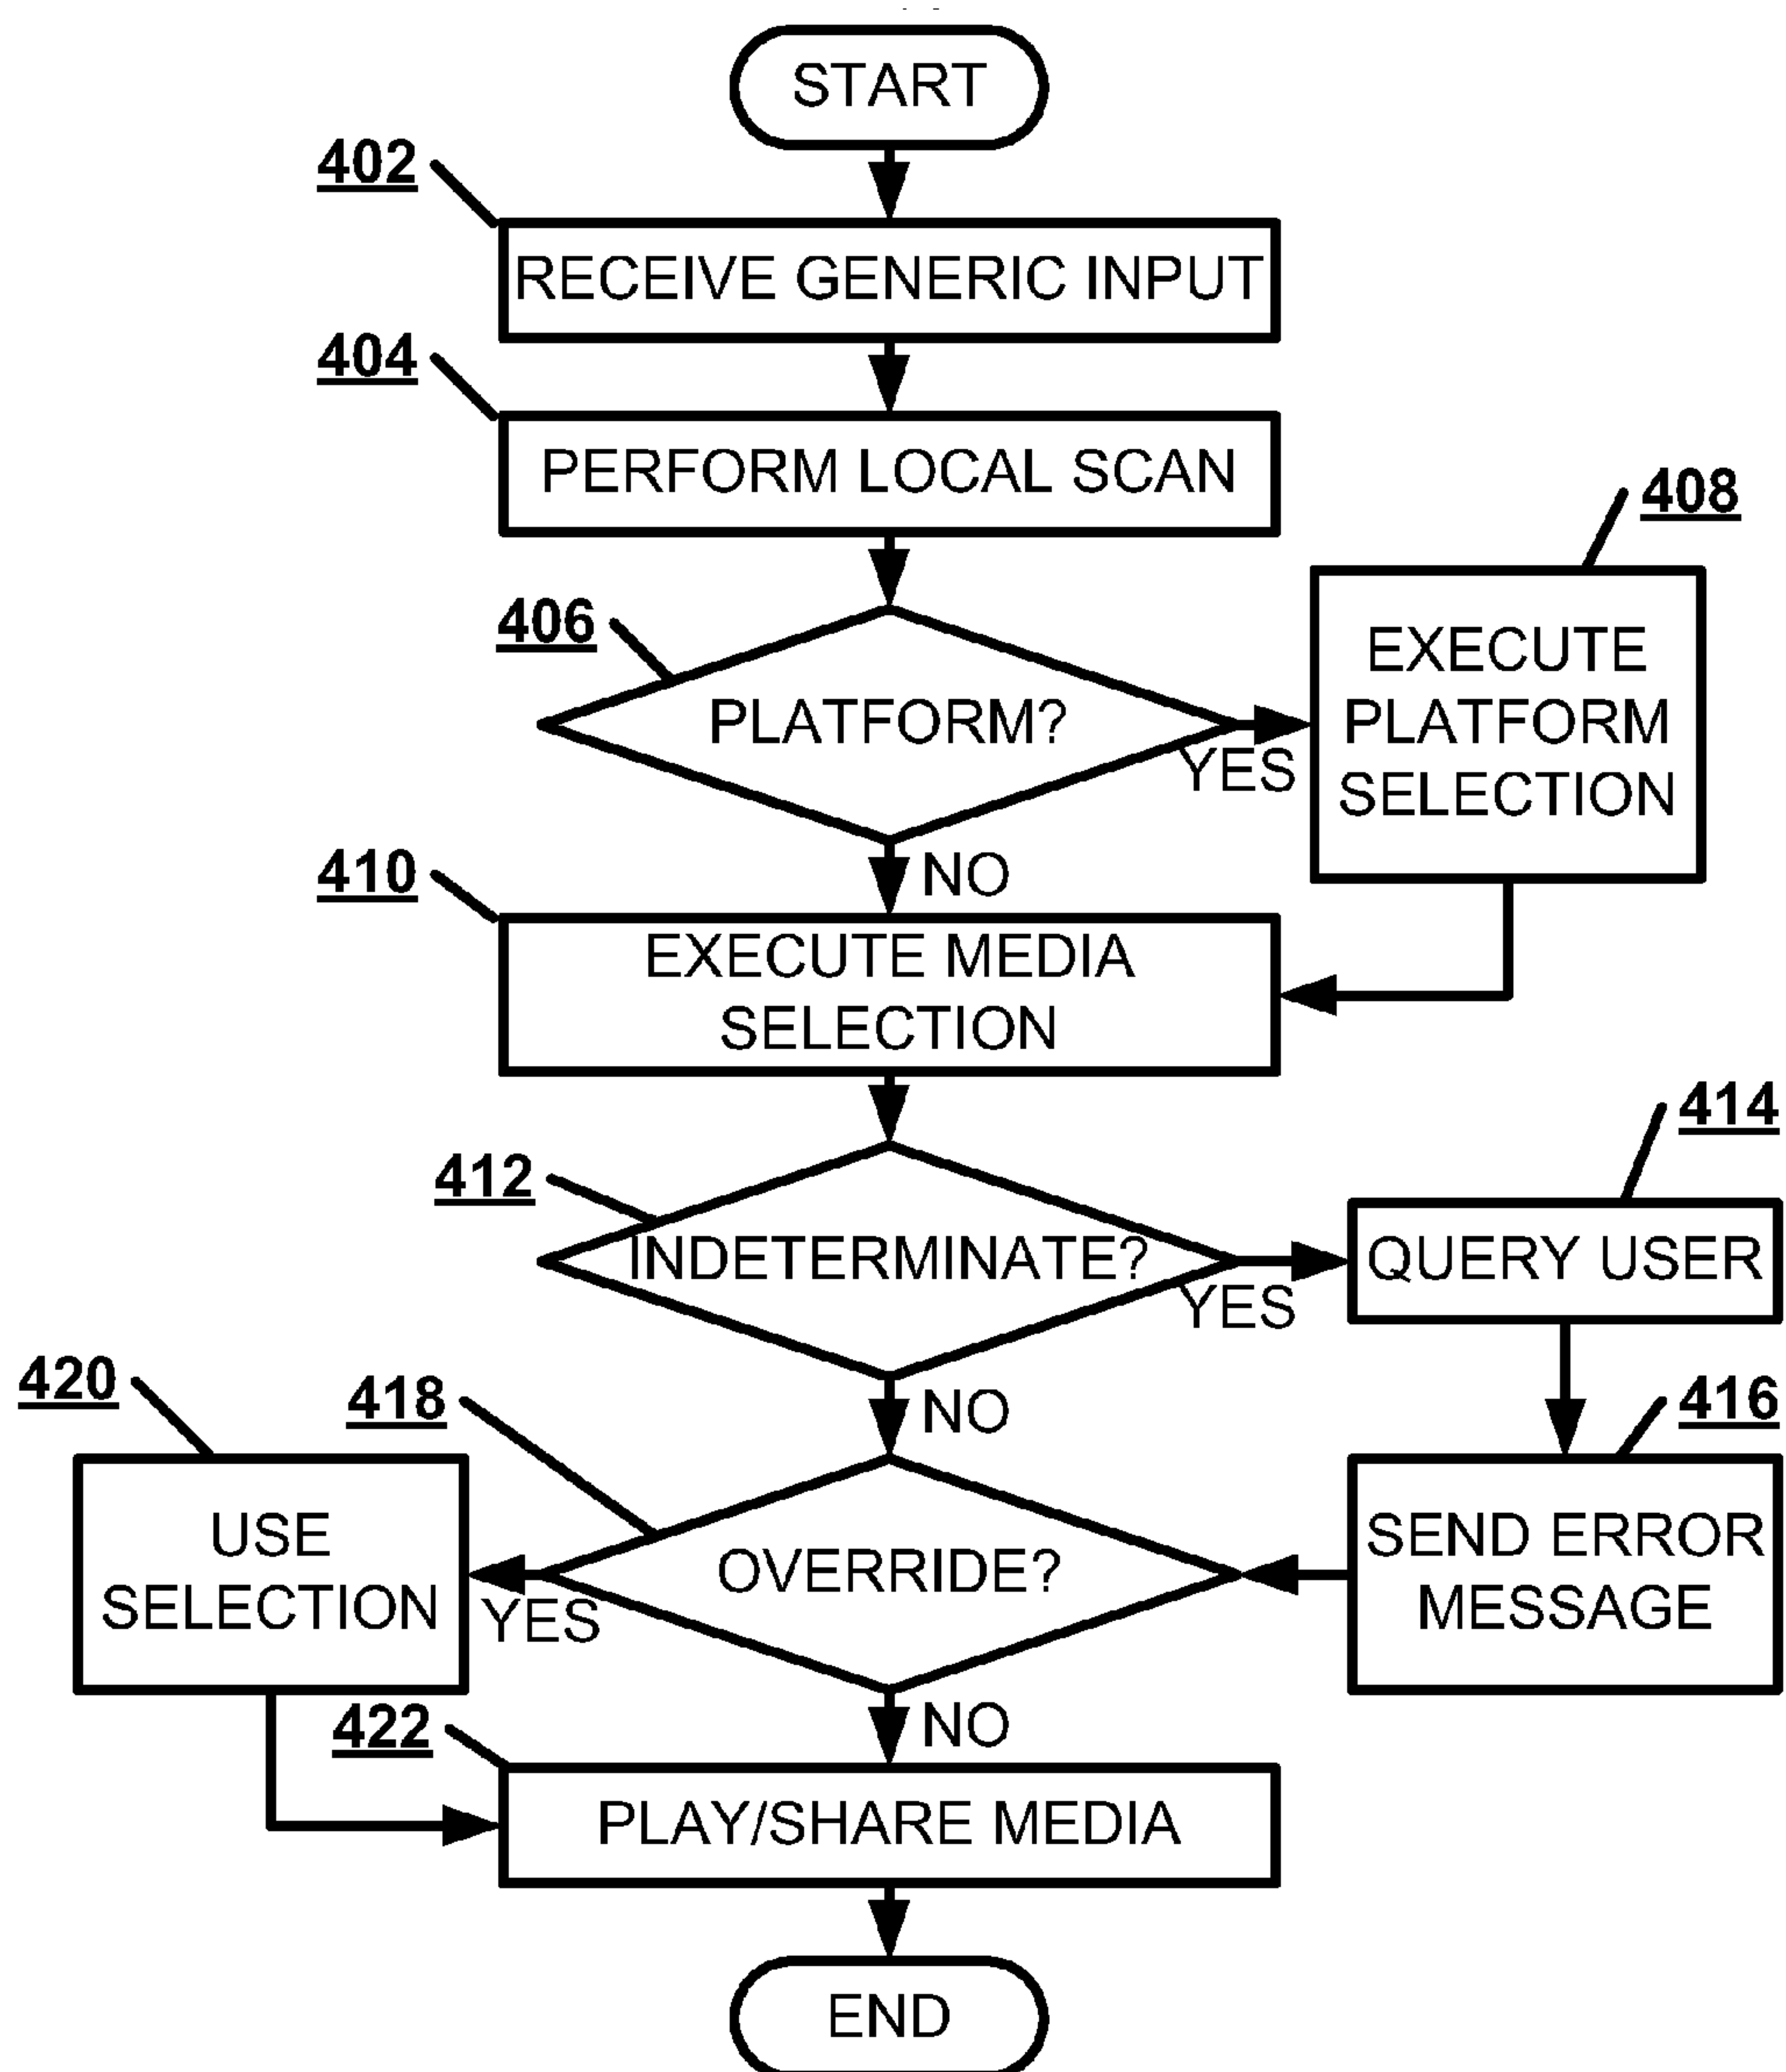 START
402
RECEIVE GENERIC INPUT
404
PERFORM LOCAL SCAN
408
406
PLATFORM?
YES
EXECUTE
PLATFORM
SELECTION
NO
410
EXECUTE MEDIA
SELECTION
414
412
INDETERMINATE?
YES
QUERY USER
NO
420
418
416
USE
SELECTION
YES
OVERRIDE?
SEND ERROR
MESSAGE
NO
422
PLAY/SHARE MEDIA
END